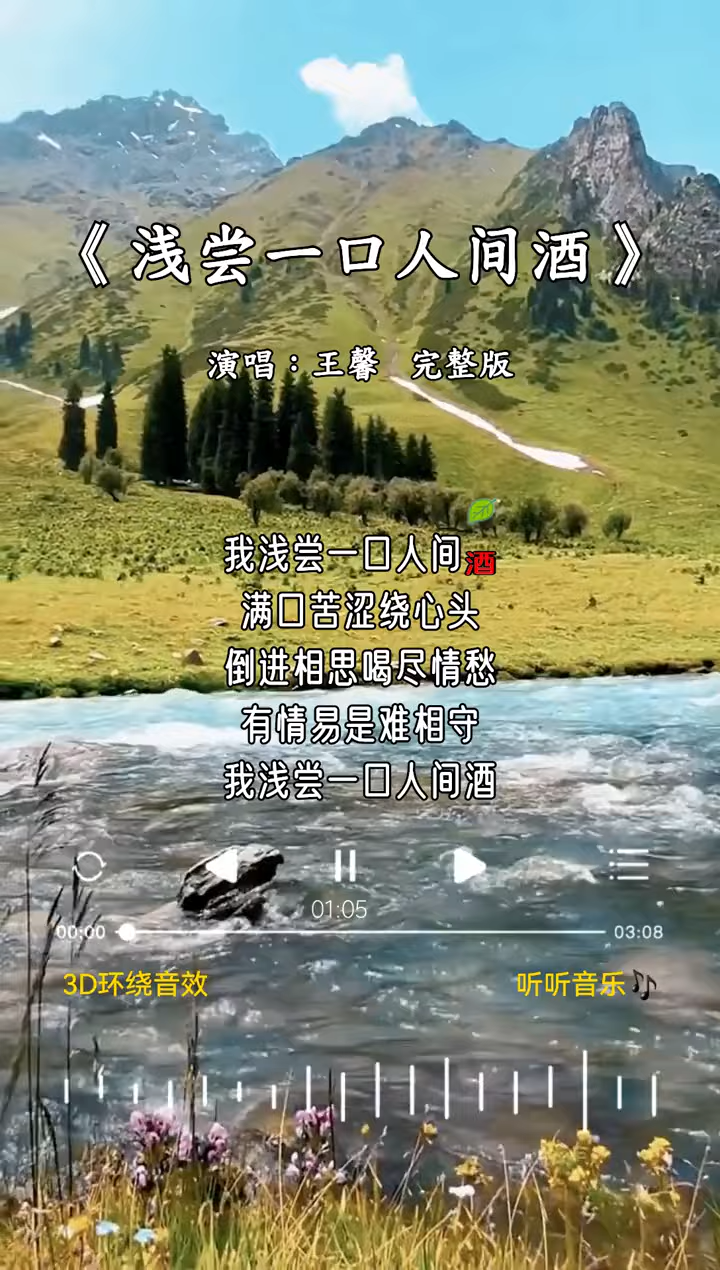 《浅尝一口人间酒》
演唱：王馨 完整版
我浅尝一口人间酒
满口苦涩绕心头
倒进相思喝尽情愁
有情易是难相守
我浅尝一口人间酒
01:05
00:00 03:08
3D环绕音效 听听音乐